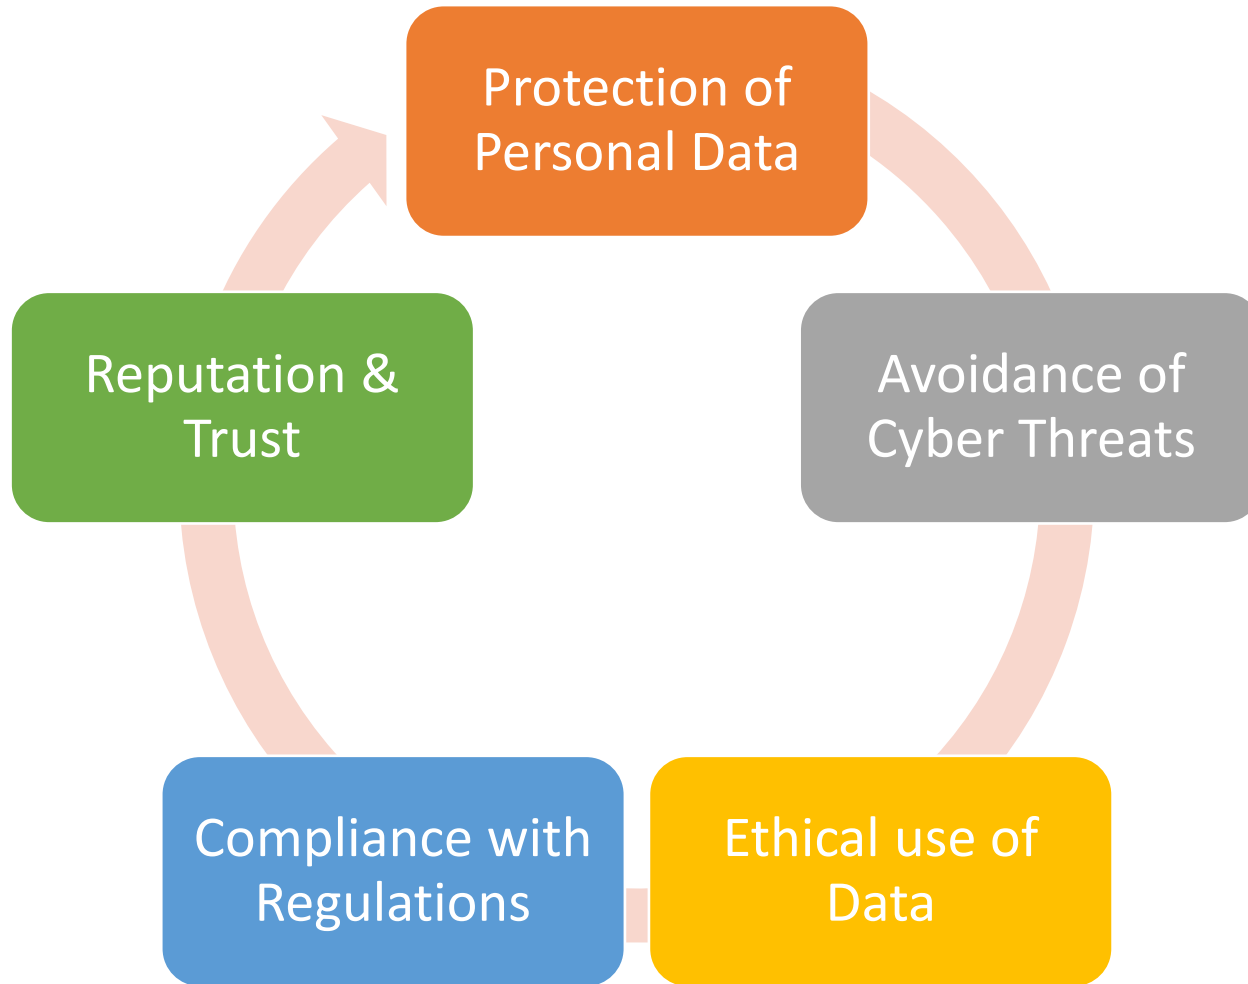 Protection of
Personal Data
Avoidance of
Cyber Threats
Ethical use of
Data
Compliance with
Regulations
Reputation &
Trust